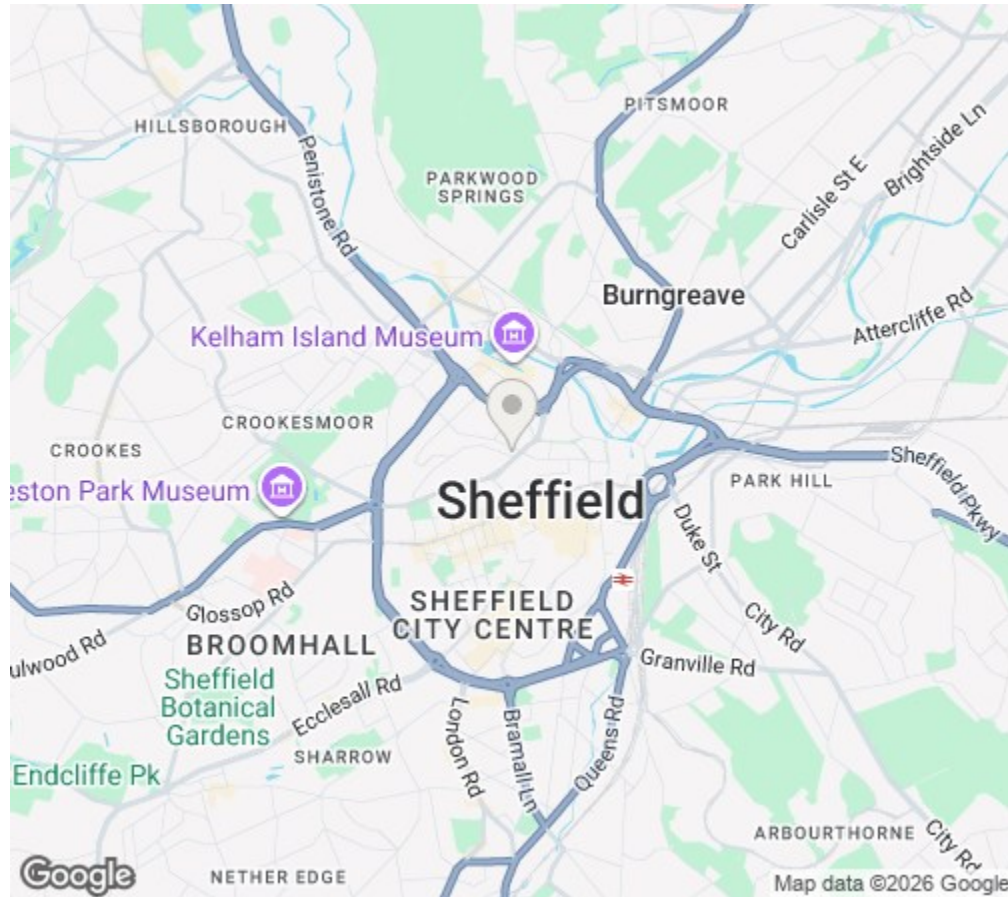 PITSMOOR
HILLSBOROUGH
Penistone Rd
PARKWOOD
SPRINGS
Carlisle St E
Brightside Ln
Burngreave
Attercliffe Rd
Kelham Island Museum
CROOKESMOOR
CROOKES
eston Park Museum
Sheffield
PARK HILL
Sheffield Pkwy
Duke St
SHEFFIELD
CITY CENTRE
Glossop Rd
BROOMHALL
ulwood Rd
City Rd
Granville Rd
Sheffield
Botanical
Gardens
Ecclesall Rd
London Rd
Bramall Ln
Queens Rd
SHARROW
Endcliffe Pk
ARBOURTHORNE
City Rd
NETHER EDGE
Google
Map data ©2026 Google